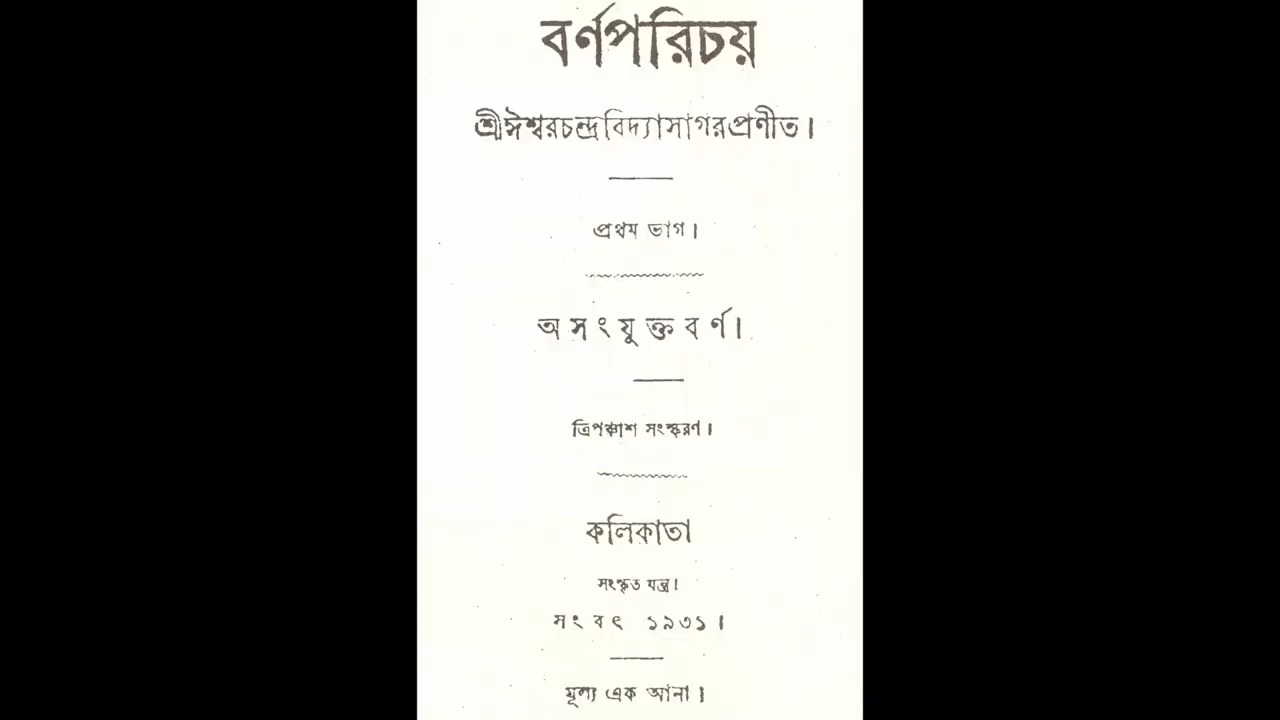 বর্ণপরিচয়
শ্রীঈশ্বরচন্দ্রবিদ্যাসাগরপ্রণীত।
প্রথম ভাগ।
অসংযুক্তবর্ণ।
ত্রিপঞ্চাশ সংস্করণ।
কলিকাতা
সংস্কৃত যন্ত্র।
সংবৎ ১৯৩১।
মূল্য এক আনা।